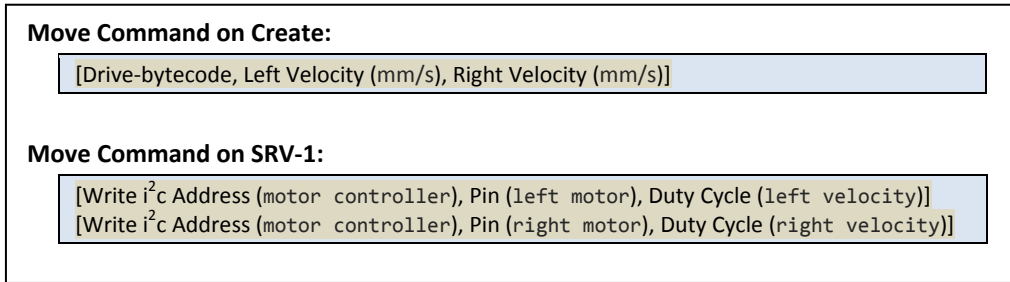 Move Command on Create:
[Drive-bytecode, Left Velocity (mm/s), Right Velocity (mm/s)]
Move Command on SRV-1:
[Write i²c Address (motor controller), Pin (left motor), Duty Cycle (left velocity)]
[Write i²c Address (motor controller), Pin (right motor), Duty Cycle (right velocity)]